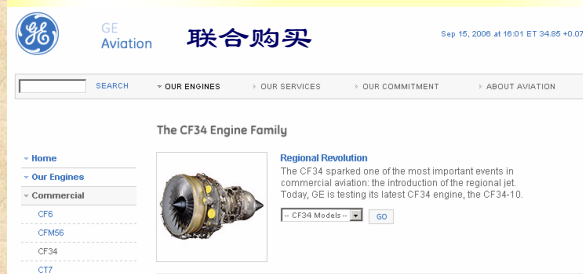 GE
Aviation
联合购买
Sep 15, 2006 at 16:01 ET 34.85 +0.07
SEARCH
OUR ENGINES
OUR SERVICES
OUR COMMITMENT
ABOUT AVIATION
The CF34 Engine Family
Home
Our Engines
Commercial
CF6
CFM56
CF34
CT7
Regional Revolution
The CF34 sparked one of the most important events in
commercial aviation: the introduction of the regional jet.
Today, GE is testing its latest CF34 engine, the CF34-10.
-- CF34 Models --
GO